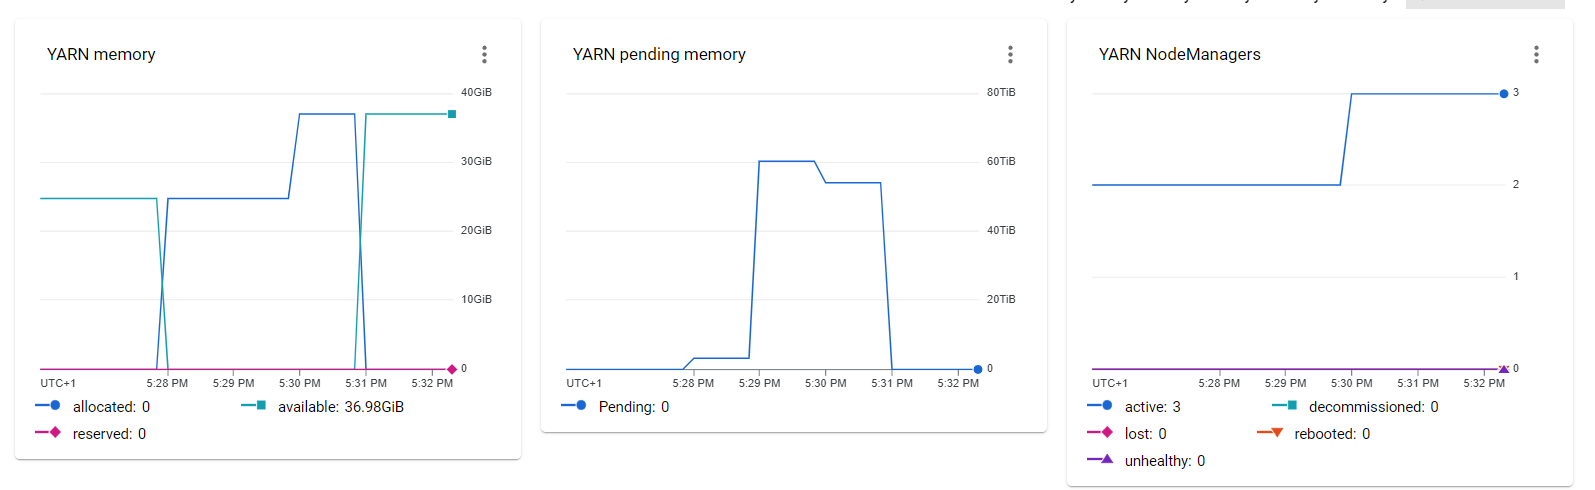 YARN memory
40GiB
30GiB
20GiB
10GiB
0
UTC+1 5:28 PM 5:29 PM 5:30 PM 5:31 PM 5:32 PM
allocated: 0 available: 36.98GiB
reserved: 0
YARN pending memory
80TiB
60TiB
40TiB
20TiB
0
UTC+1 5:28 PM 5:29 PM 5:30 PM 5:31 PM 5:32 PM
Pending: 0
YARN NodeManagers
3
2
1
0
UTC+1 5:28 PM 5:29 PM 5:30 PM 5:31 PM 5:32 PM
active: 3 decommissioned: 0
lost: 0 rebooted: 0
unhealthy: 0